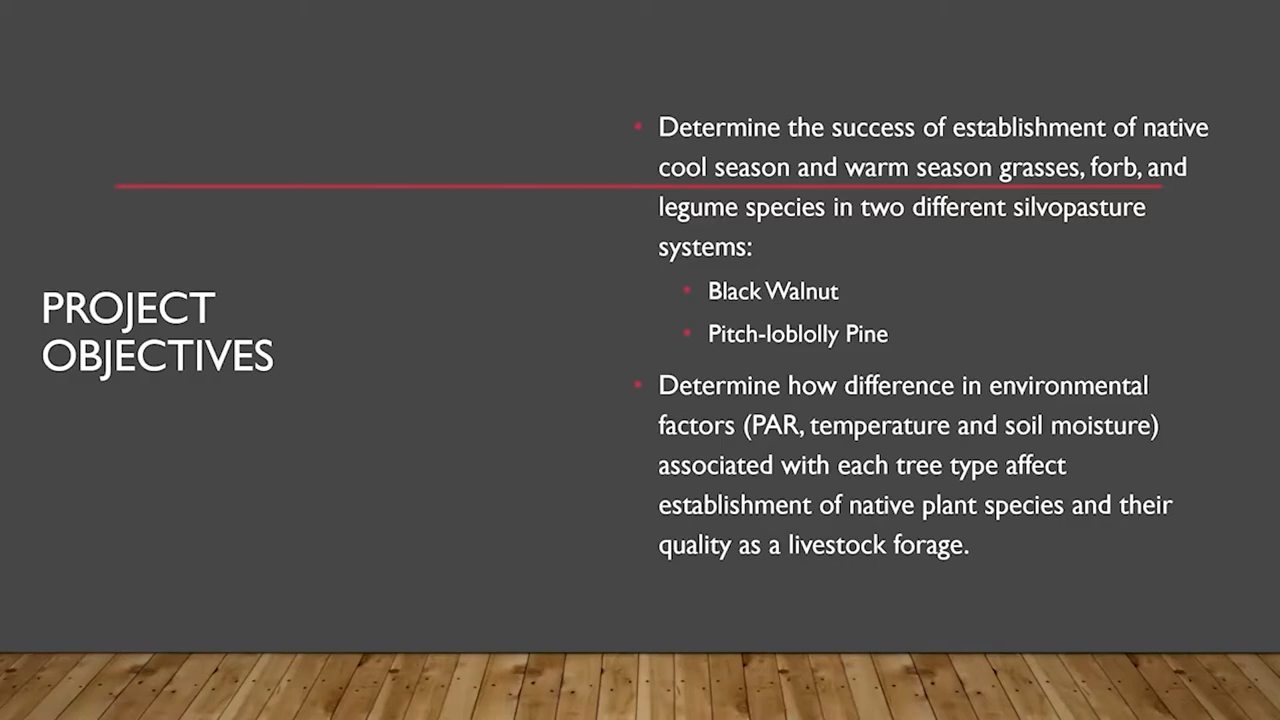 PROJECT
OBJECTIVES
Determine the success of establishment of native
cool season and warm season grasses, forb, and
legume species in two different silvopasture
systems:
Black Walnut
Pitch-loblolly Pine
Determine how difference in environmental
factors (PAR, temperature and soil moisture)
associated with each tree type affect
establishment of native plant species and their
quality as a livestock forage.